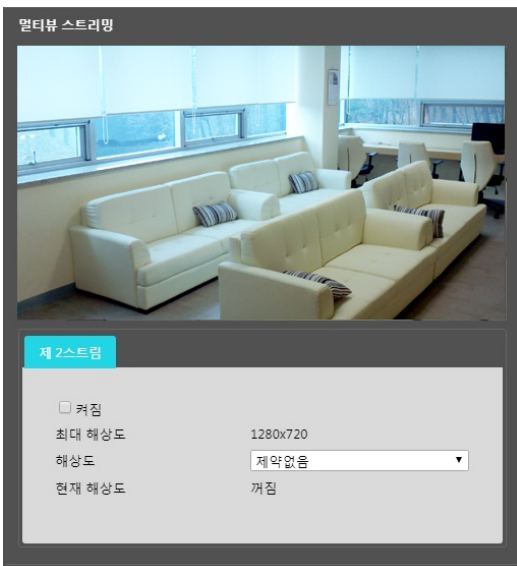 멀티뷰 스트리밍
제 2스트림
켜짐
최대 해상도 1280x720
해상도 제약없음
현재 해상도 꺼짐